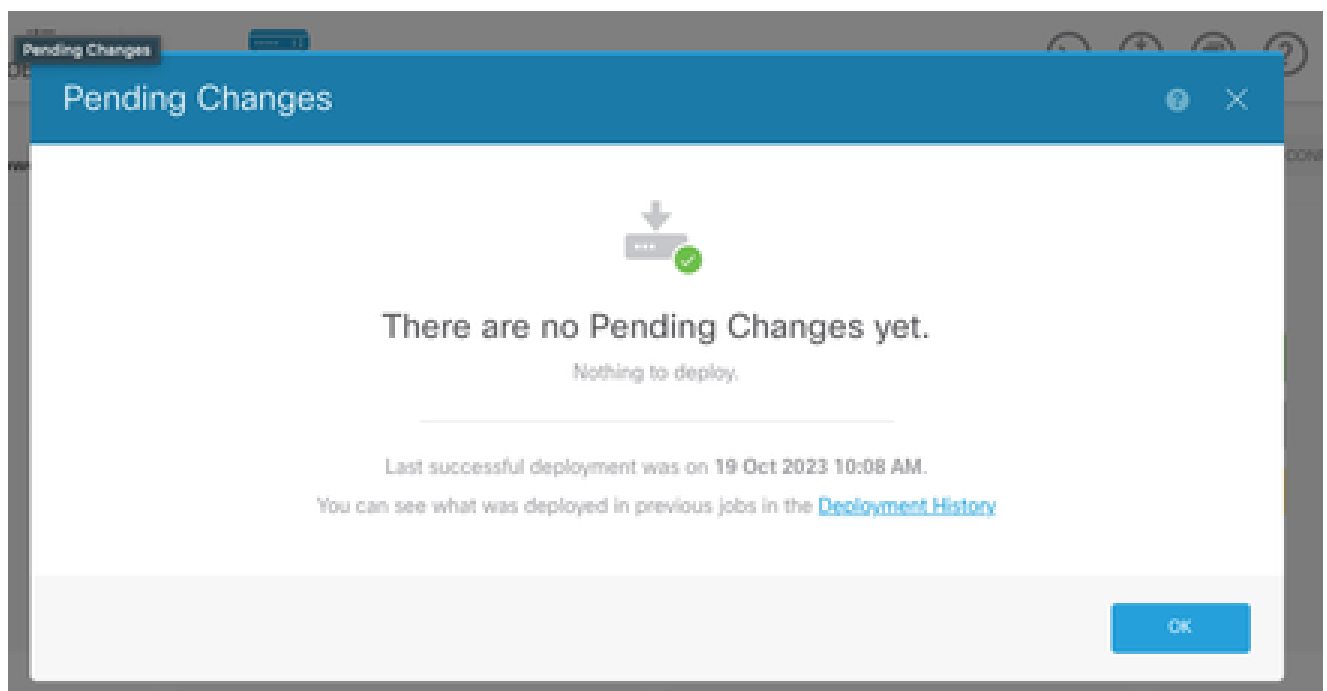 Pending Changes
Pending Changes
There are no Pending Changes yet.
Nothing to deploy.
Last successful deployment was on 19 Oct 2023 10:08 AM.
You can see what was deployed in previous jobs in the Deployment History
OK